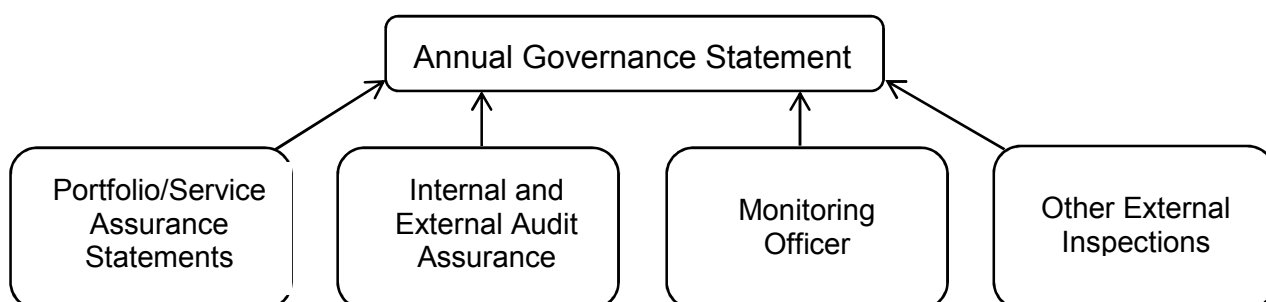 Annual Governance Statement
Portfolio/Service
Assurance
Statements
Internal and
External Audit
Assurance
Monitoring
Officer
Other External
Inspections